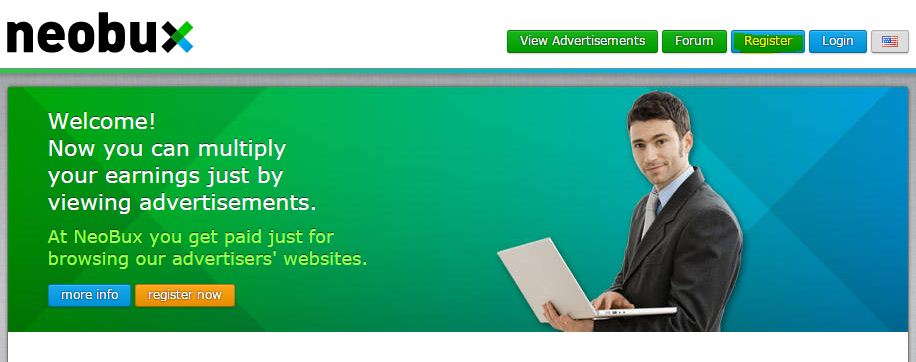 neobux
View Advertisements
Forum
Register
Login
Welcome!
Now you can multiply
your earnings just by
viewing advertisements.
At NeoBux you get paid just for
browsing our advertisers' websites.
more info
register now